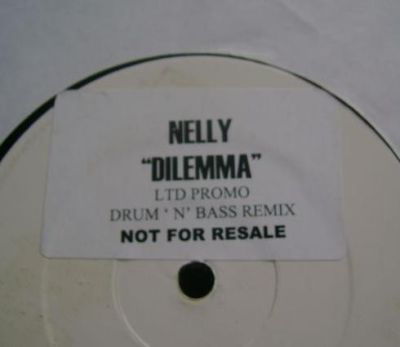 NELLY
"DILEMMA"
LTD PROMO
DRUM ' N' BASS REMIX
NOT FOR RESALE